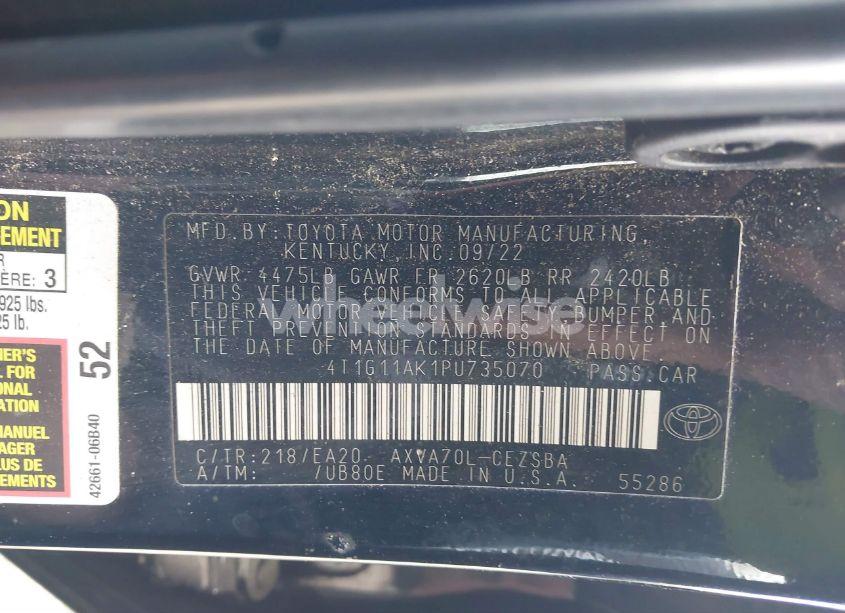 ON
EMENT
R
ÈRE: 3
925 lbs.
25 lb.
NER'S
L FOR
ONAL
ION
MANUEL
AGER
LUS DE
EMENTS
52
42661-06B40
MFD.BY:TOYOTA MOTOR MANUFACTURING,
KENTUCKY,INC.09/22
GVWR 4475LB GAWR FR 2620LB RR 2420LB
THIS VEHICLE CONFORMS TO ALL APPLICABLE
FEDERAL MOTOR VEHICLE SAFETY,BUMPER AND
THEFT PREVENTION STANDARDS IN EFFECT ON
THE DATE OF MANUFACTURE SHOWN ABOVE.
4T1G11AK1PU735070 PASS.CAR
C/TR:218/EA20 AXVA70L-CEZSBA
A/TM: /UB80E MADE IN U.S.A. 55286
wheelwise